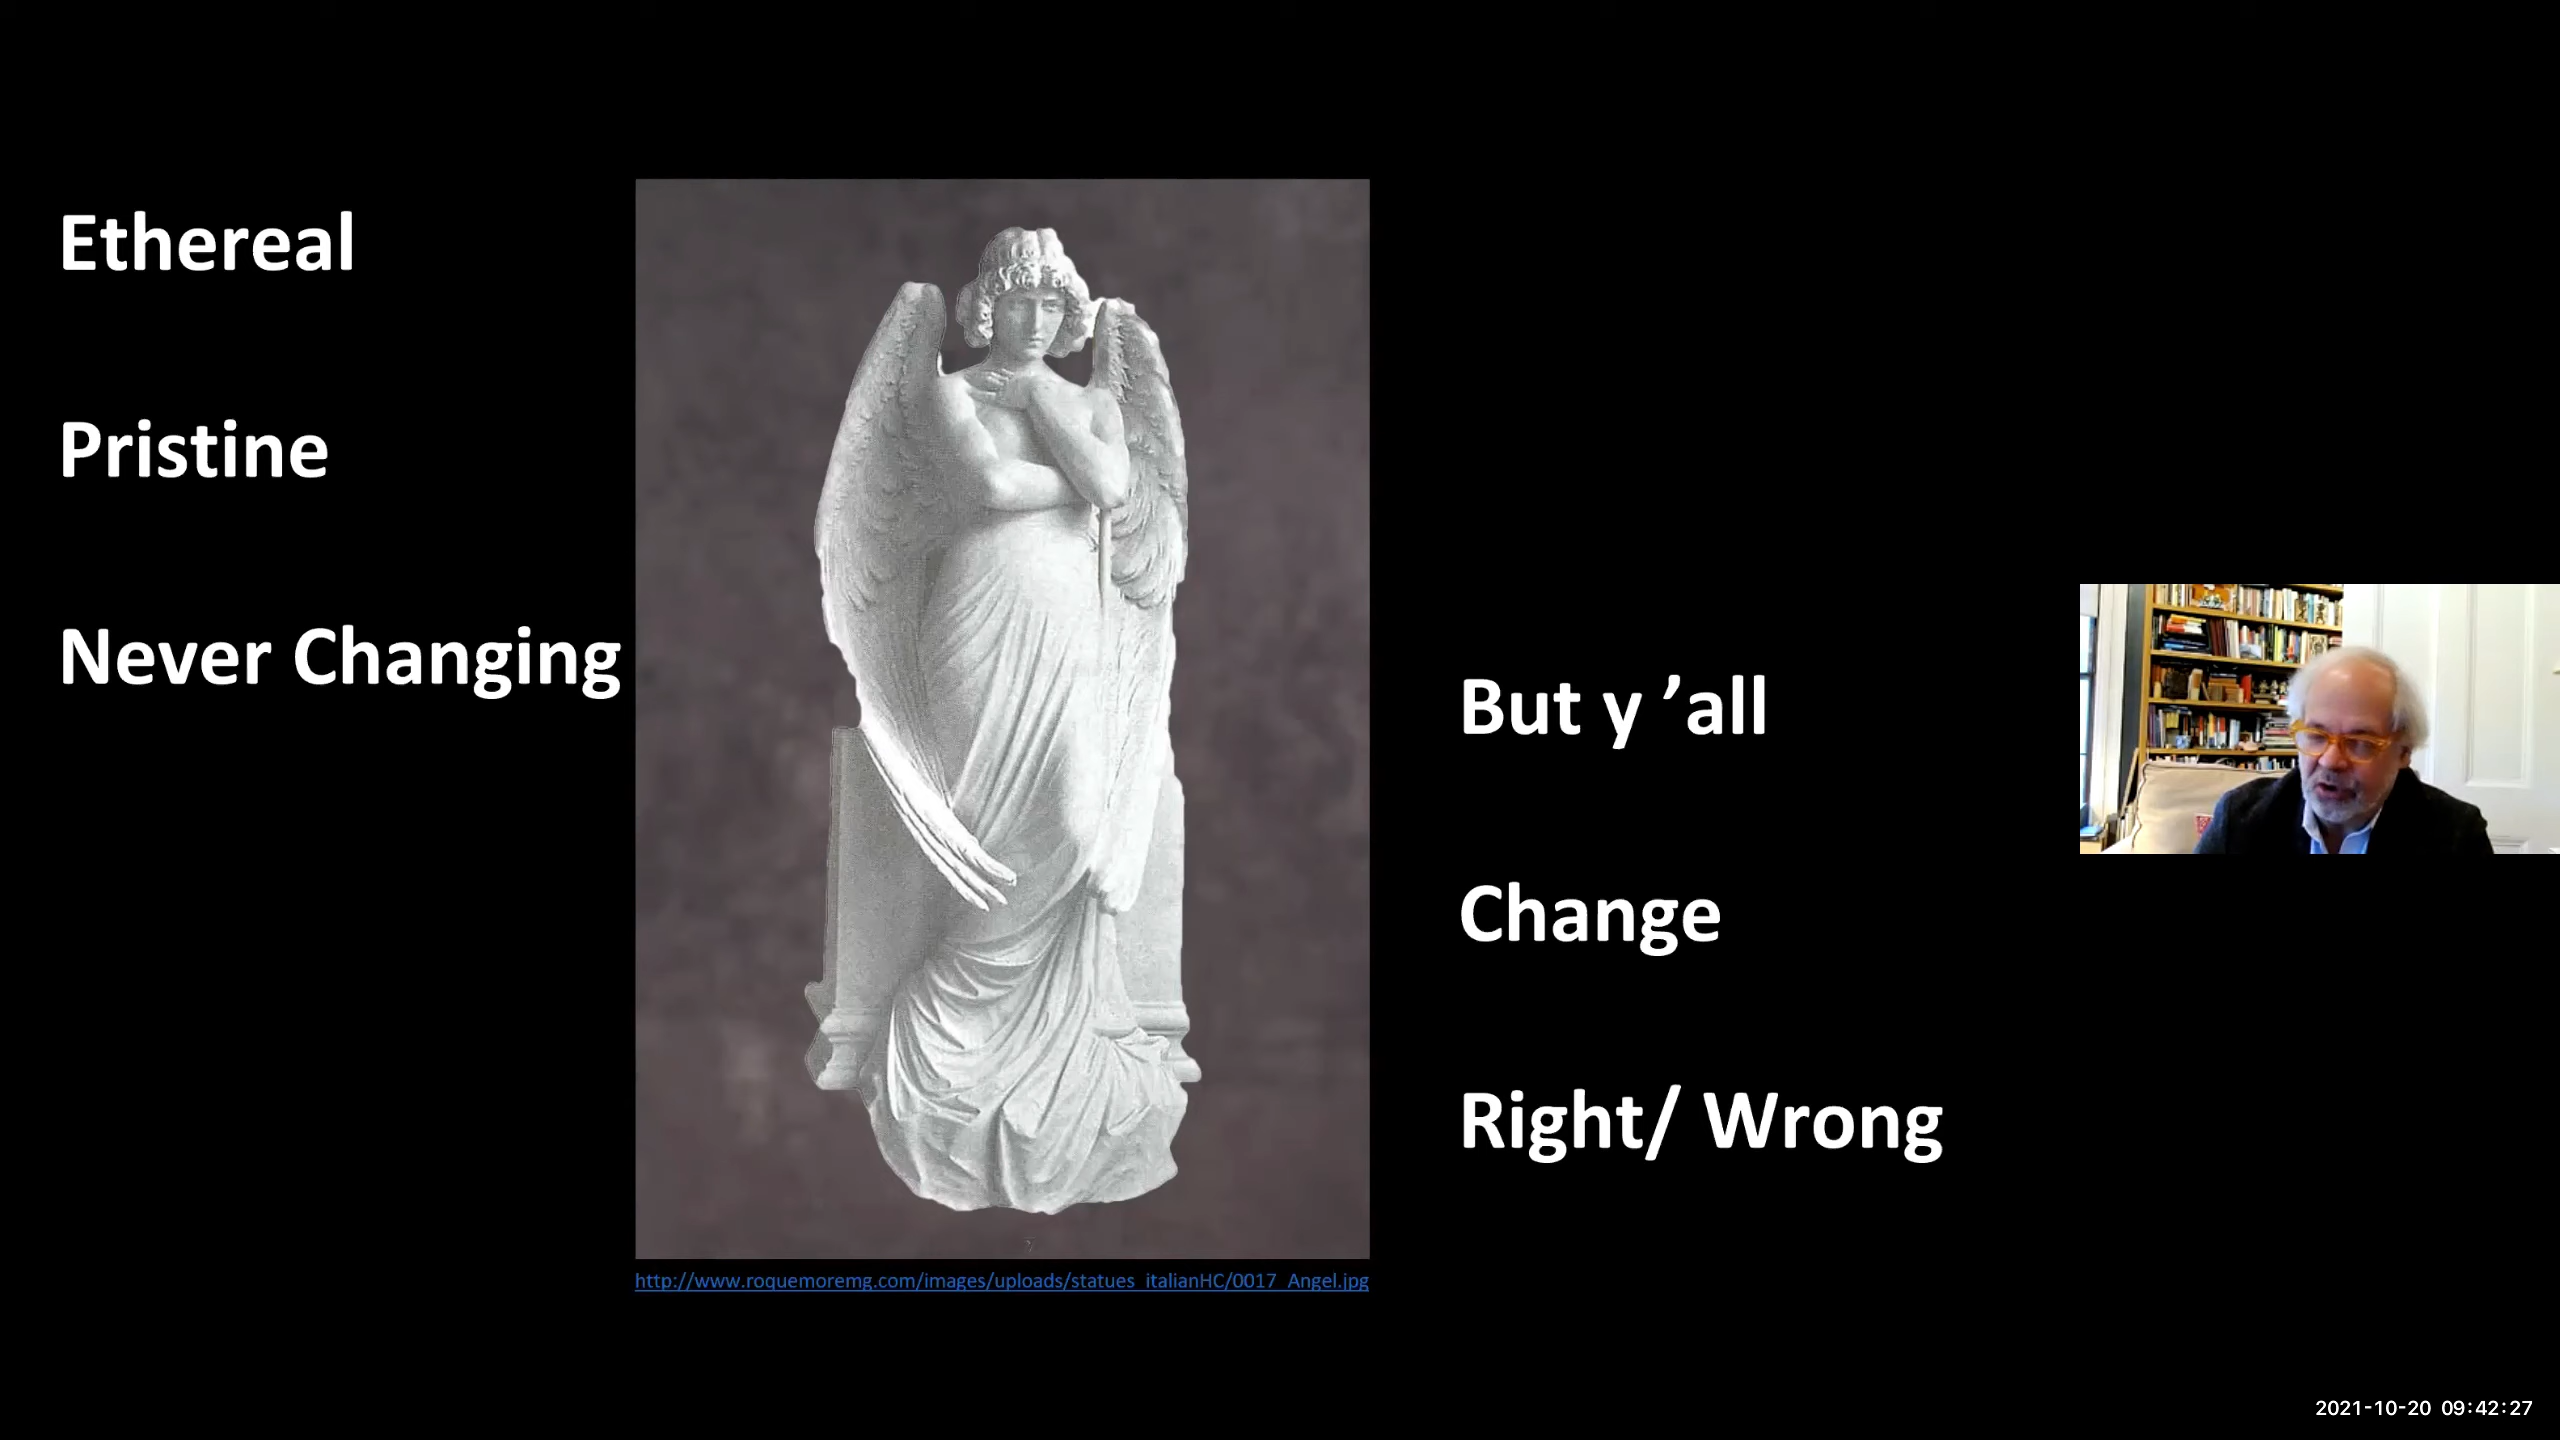 Ethereal
Pristine
Never Changing
But y ’all
Change
Right/ Wrong
http://www.roquemoremg.com/images/uploads/statues_italianHC/0017_Angel.jpg
2021-10-20 09:42:27